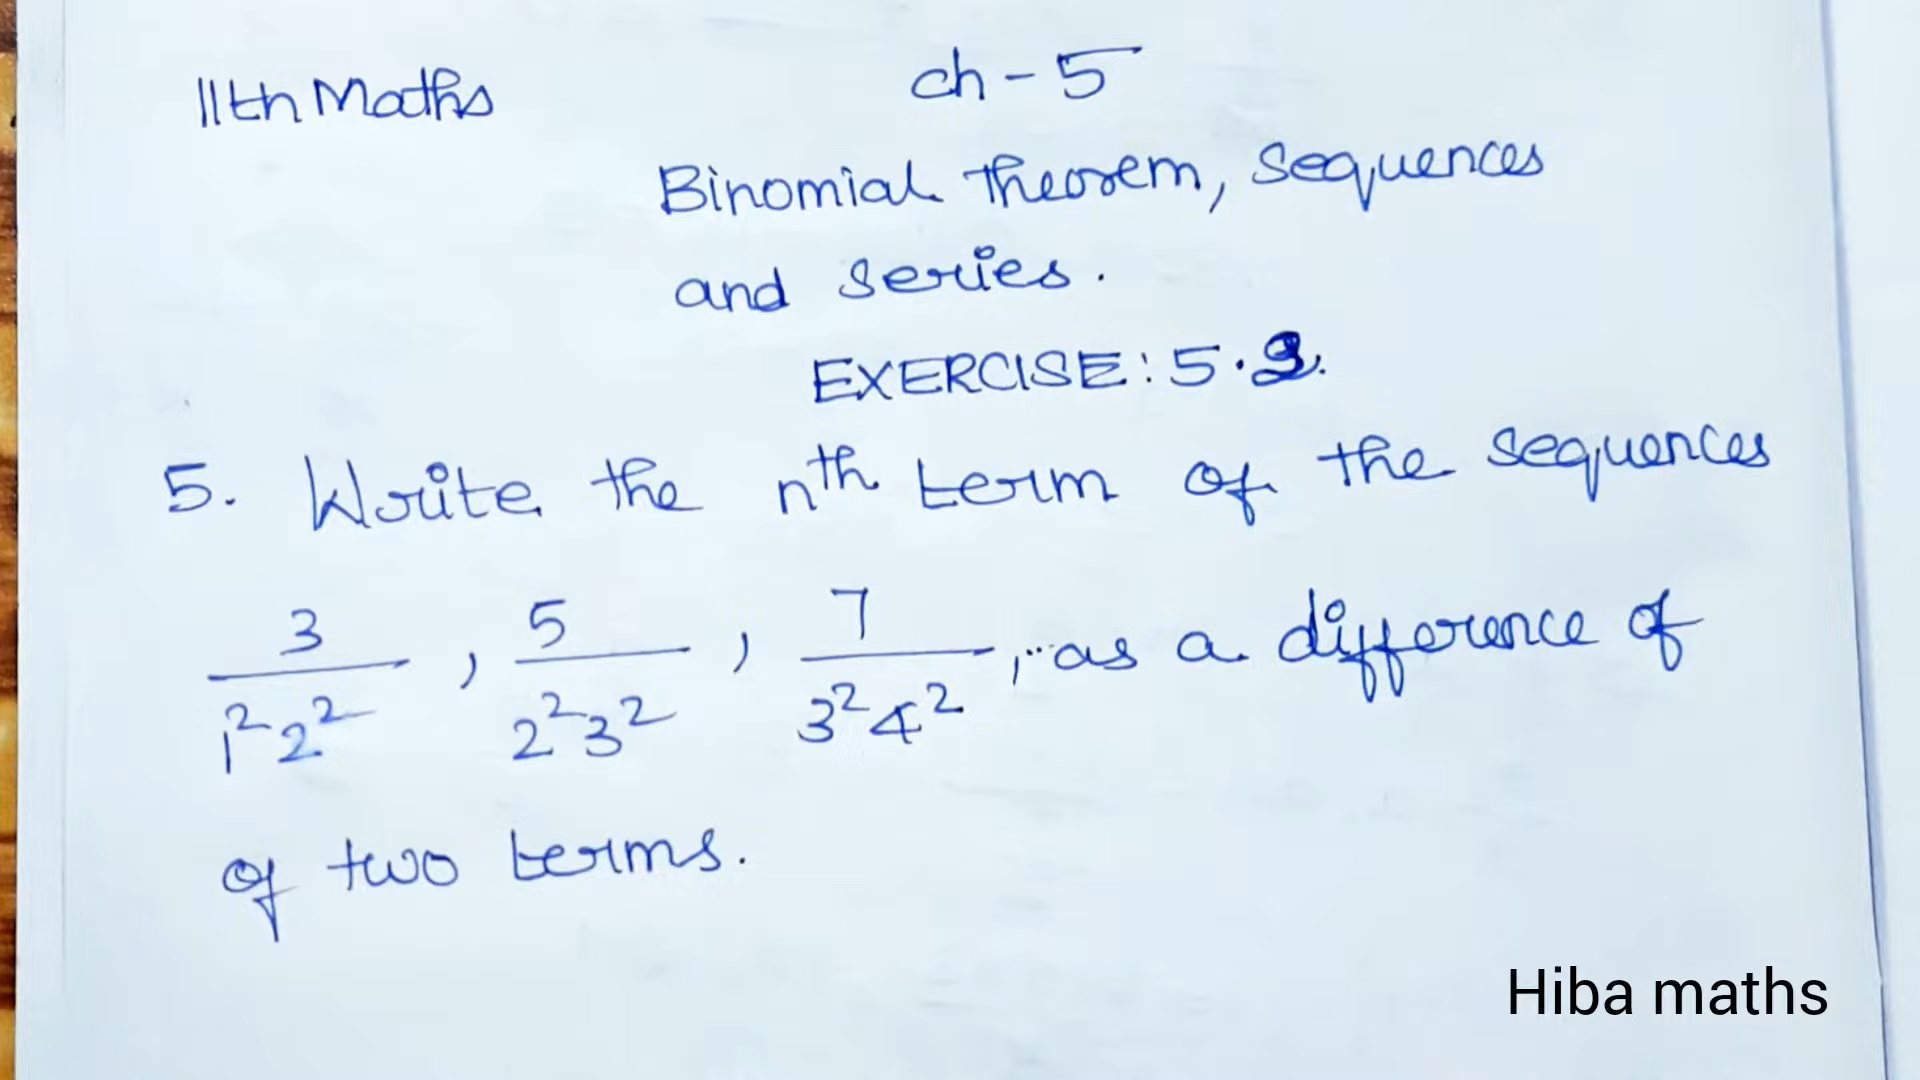 11th Maths ch - 5
Binomial theorem, sequences
and series.
EXERCISE: 5.2.
5. Write the nth term of the sequences
3/1²2², 5/2²3², 7/3²4², ... as a difference of
of two terms.
Hiba maths